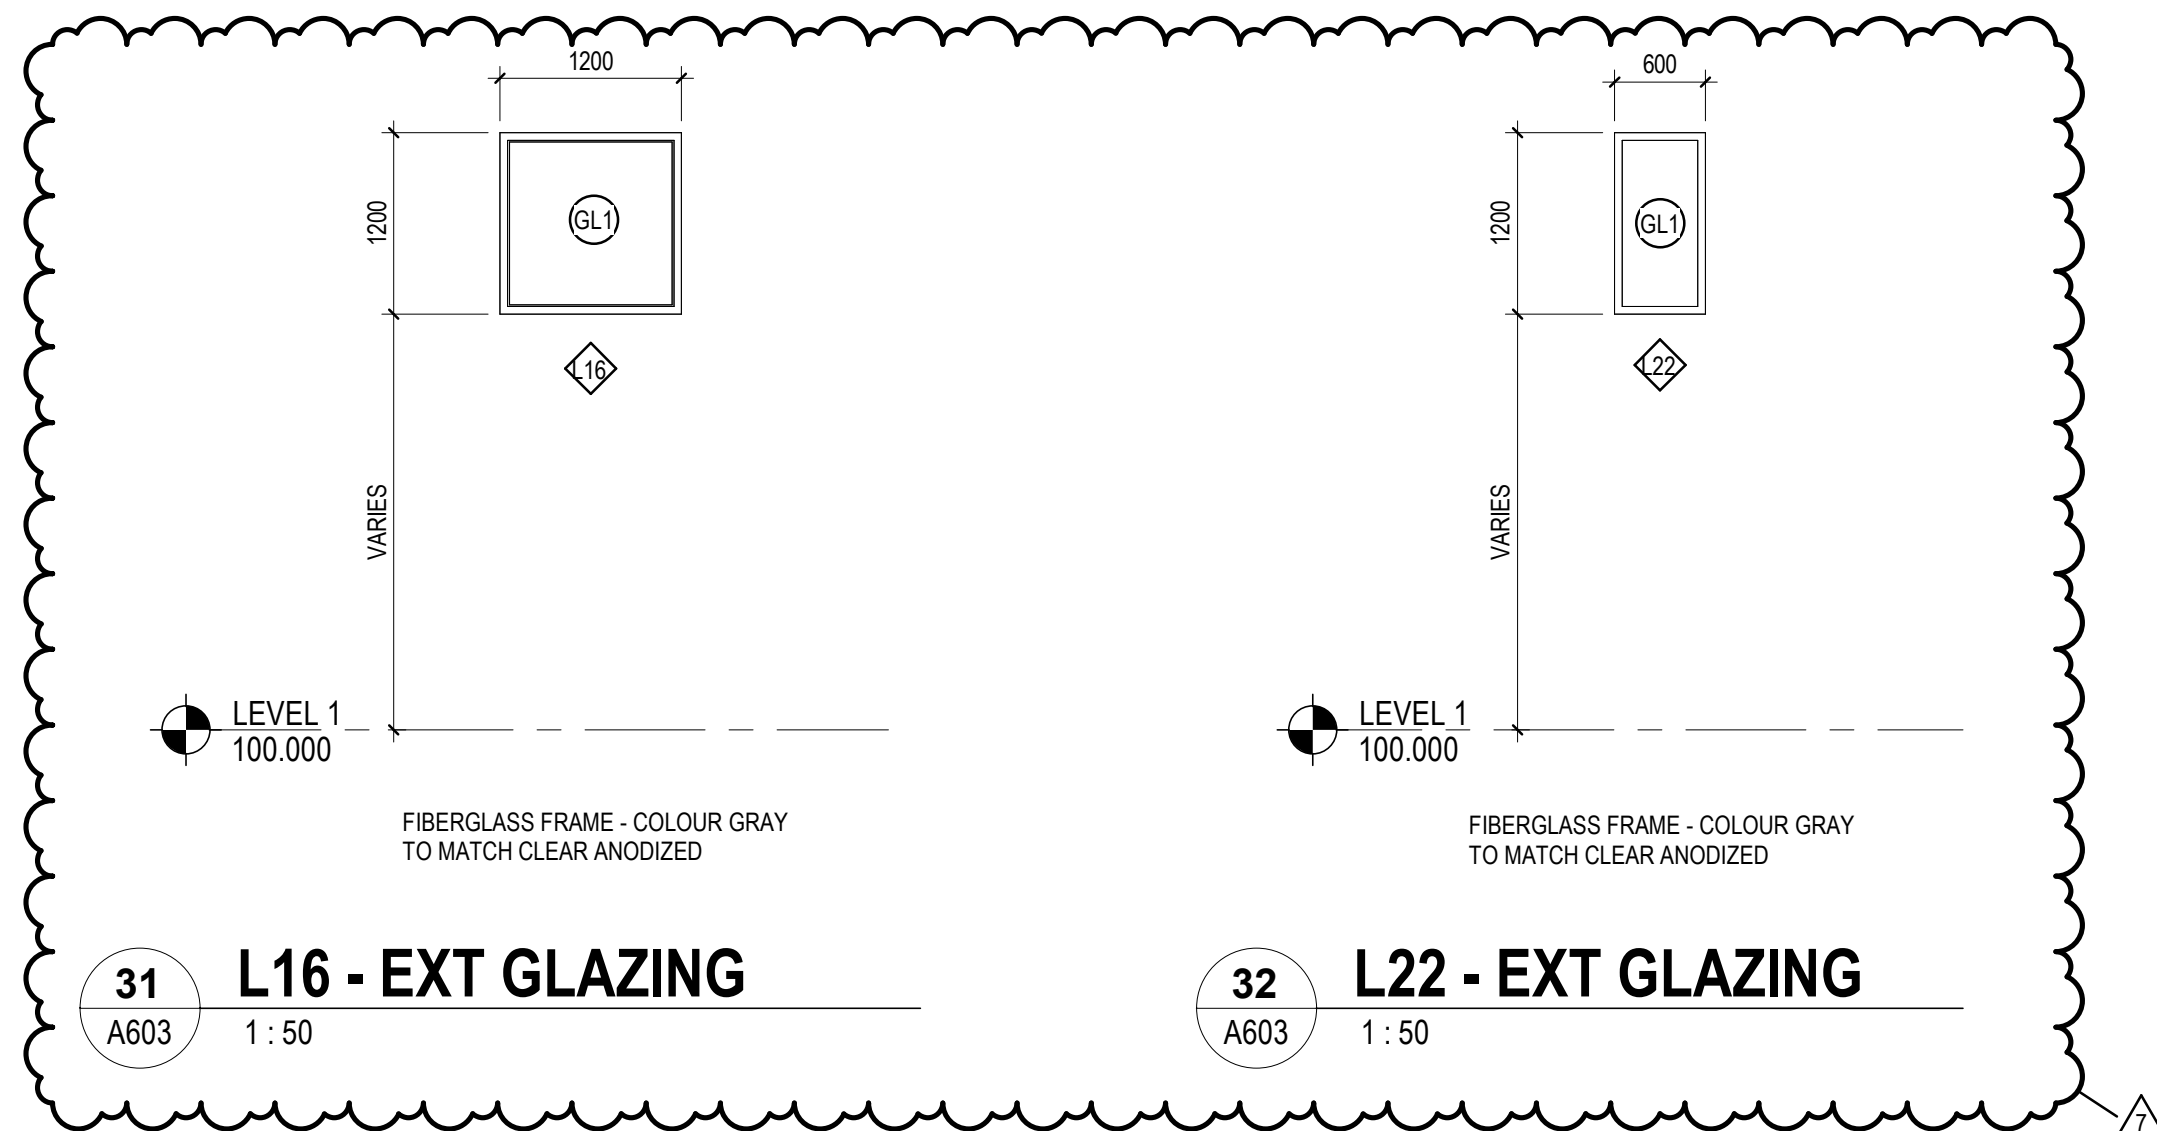 1200
1200
GL1
L16
VARIES
LEVEL 1
100.000
FIBERGLASS FRAME - COLOUR GRAY
TO MATCH CLEAR ANODIZED
31
A603
L16 - EXT GLAZING
1 : 50
600
1200
GL1
L22
VARIES
LEVEL 1
100.000
FIBERGLASS FRAME - COLOUR GRAY
TO MATCH CLEAR ANODIZED
32
A603
L22 - EXT GLAZING
1 : 50
7